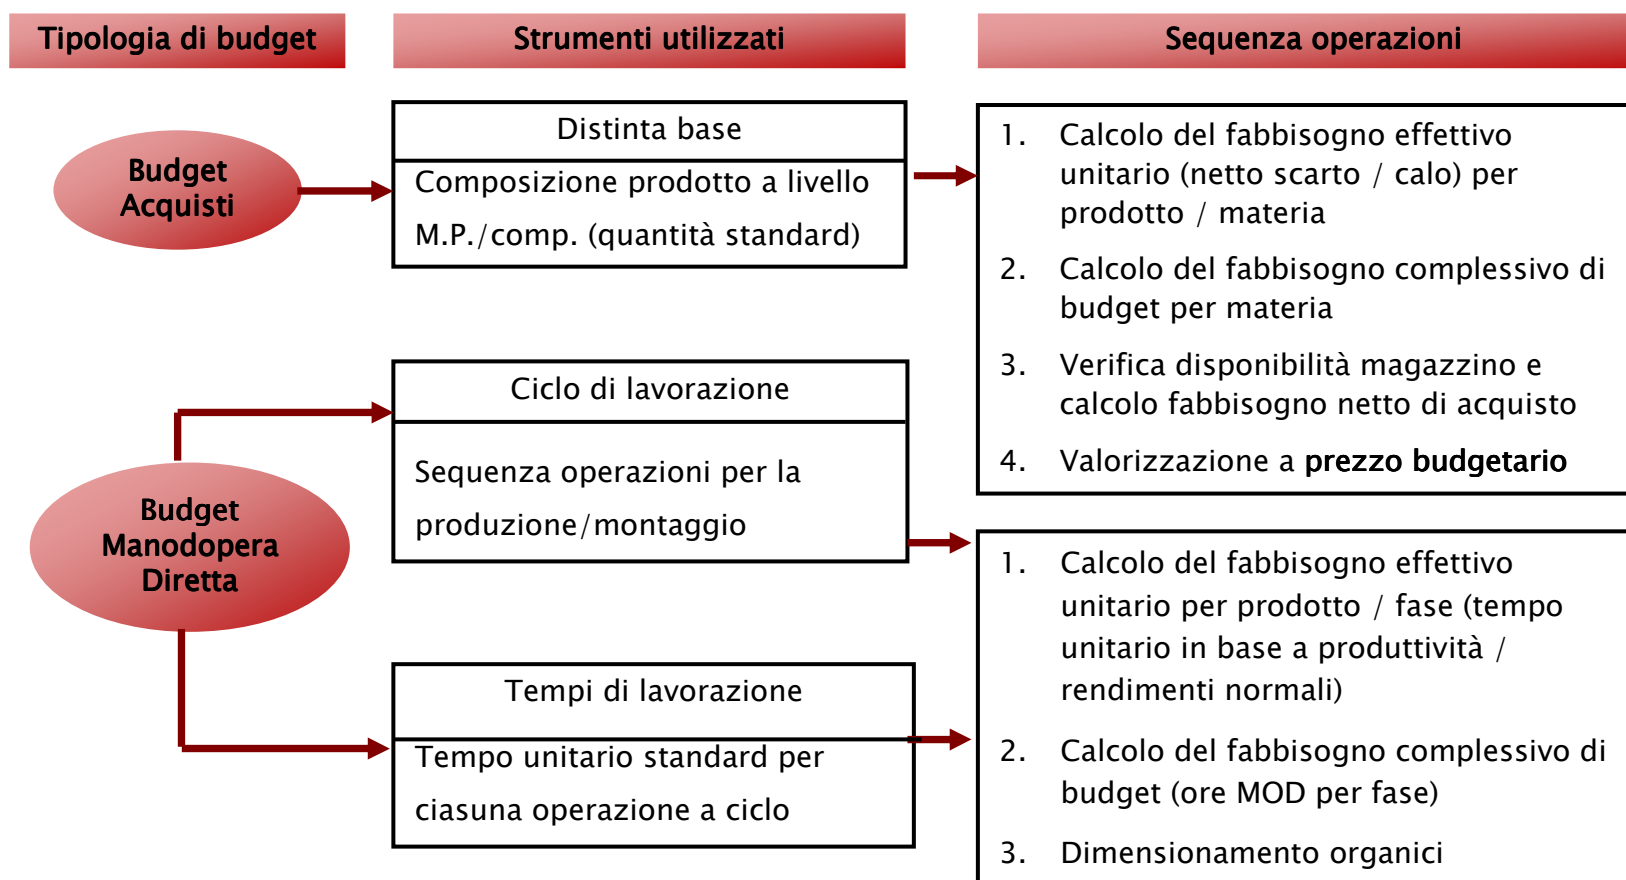 Tipologia di budget
Strumenti utilizzati
Sequenza operazioni
Budget
Acquisti
Distinta base
Composizione prodotto a livello
M.P./comp. (quantità standard)
1. Calcolo del fabbisogno effettivo
unitario (netto scarto / calo) per
prodotto / materia
2. Calcolo del fabbisogno complessivo di
budget per materia
3. Verifica disponibilità magazzino e
calcolo fabbisogno netto di acquisto
4. Valorizzazione a prezzo budgetario
Budget
Manodopera
Diretta
Ciclo di lavorazione
Sequenza operazioni per la
produzione/montaggio
Tempi di lavorazione
Tempo unitario standard per
ciasuna operazione a ciclo
1. Calcolo del fabbisogno effettivo
unitario per prodotto / fase (tempo
unitario in base a produttività /
rendimenti normali)
2. Calcolo del fabbisogno complessivo di
budget (ore MOD per fase)
3. Dimensionamento organici